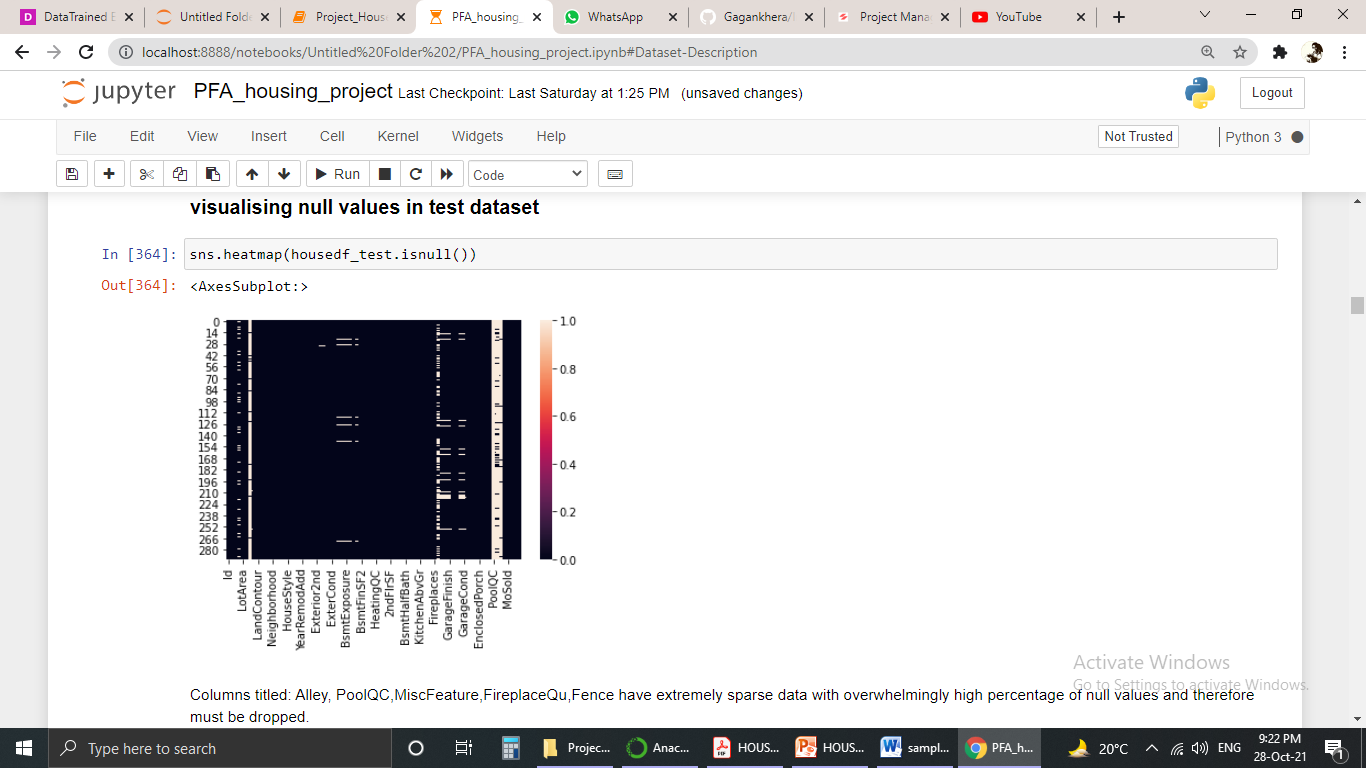 DataTrained E
Untitled Fold
Project_Hous
PFA_housing_
WhatsApp
Gagankhera/
Project Mana
YouTube
localhost:8888/notebooks/Untitled%20Folder%202/PFA_housing_project.ipynb#Dataset-Description
jupyter PFA_housing_project Last Checkpoint: Last Saturday at 1:25 PM (unsaved changes)
Logout
File Edit View Insert Cell Kernel Widgets Help
Not Trusted
Python 3
Run
Code
visualising null values in test dataset
In [364]: sns.heatmap(housedf_test.isnull())
Out[364]: <AxesSubplot:>
0
14
28
42
56
70
84
98
112
126
140
154
168
182
196
210
224
238
252
266
280
1.0
0.8
0.6
0.4
0.2
0.0
Id
LotArea
LandContour
Neighborhood
HouseStyle
YearRemodAdd
Exterior2nd
ExterCond
BsmtExposure
BsmtFinSF2
HeatingQC
2ndFlrSF
BsmtHalfBath
KitchenAbvGr
Fireplaces
GarageFinish
GarageCond
EnclosedPorch
PoolQC
MoSold
Activate Windows
Go to Settings to activate Windows.
Columns titled: Alley, PoolQC,MiscFeature,FireplaceQu,Fence have extremely sparse data with overwhelmingly high percentage of null values and therefore
must be dropped.
Type here to search
Projec...
Anac...
HOUS...
HOUS...
sampl...
PFA_h...
20°C
ENG
9:22 PM
28-Oct-21
1